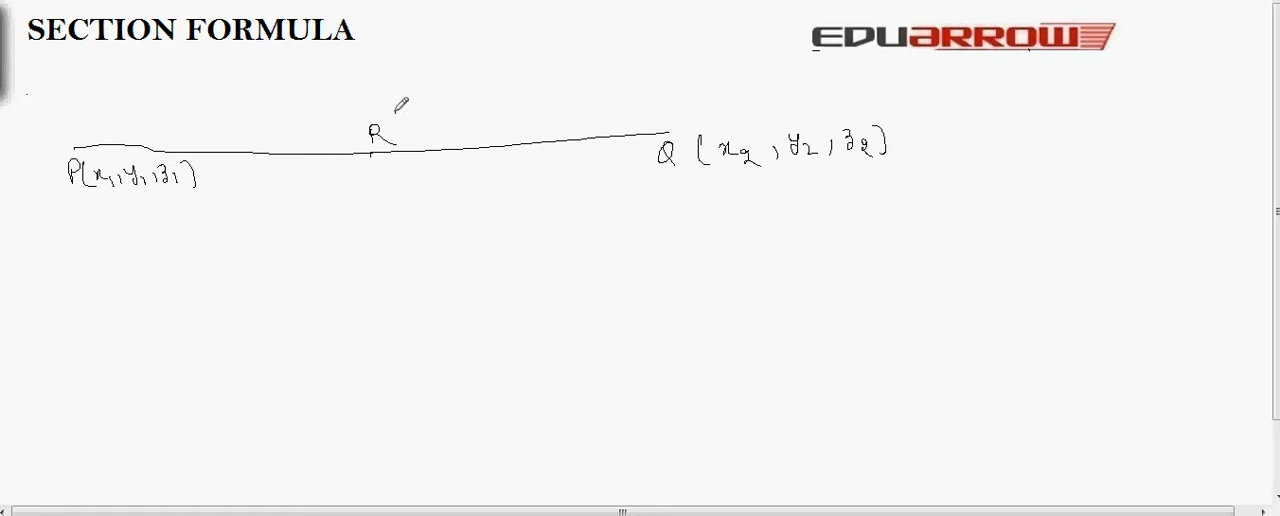 SECTION FORMULA
EDUARROW
R
P(x₁, y₁, z₁)
Q (x₂, y₂, z₂)